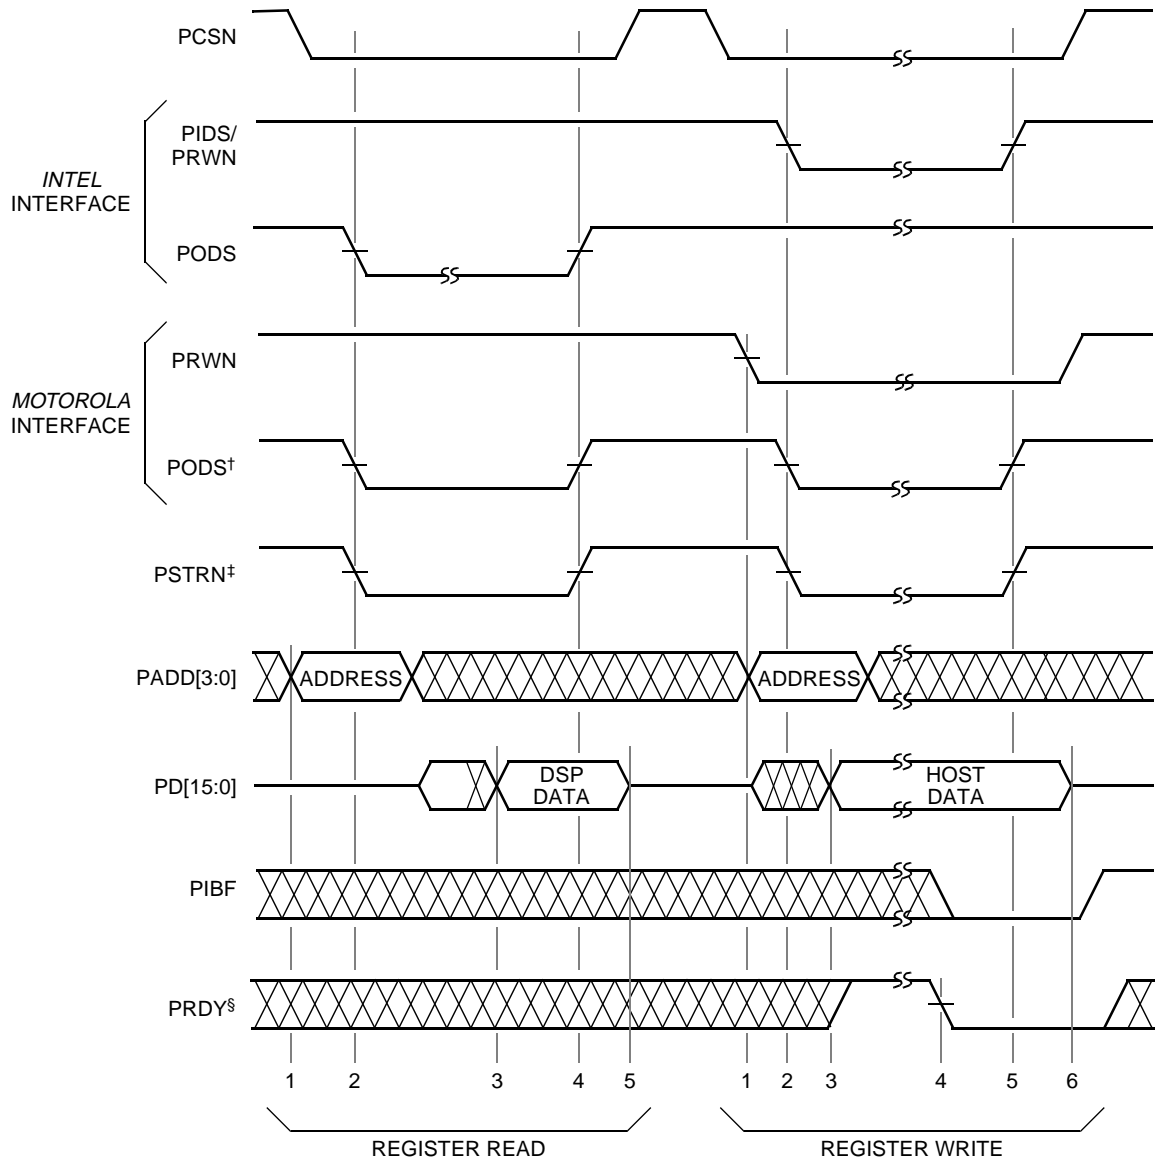 PCSN
PIDS/
PRWN
INTEL
INTERFACE
PODS
PRWN
MOTOROLA
INTERFACE
PODS†
PSTRN‡
PADD[3:0]
ADDRESS
ADDRESS
PD[15:0]
DSP
DATA
HOST
DATA
PIBF
PRDY§
1 2 3 4 5 1 2 3 4 5 6
REGISTER READ
REGISTER WRITE